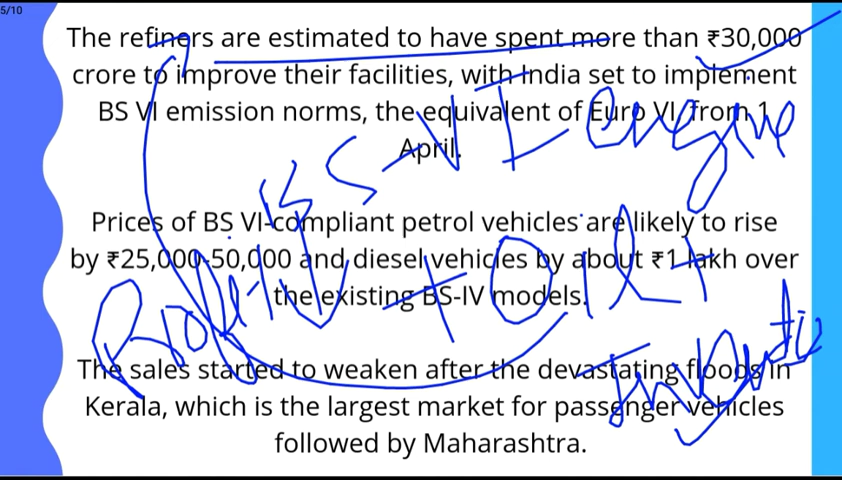 5/10
The refiners are estimated to have spent more than ₹30,000
crore to improve their facilities, with India set to implement
BS VI emission norms, the equivalent of Euro VI, from 1
April.
BS-VI engine
Prices of BS VI-compliant petrol vehicles are likely to rise
by ₹25,000-50,000 and diesel vehicles by about ₹1 lakh over
the existing BS-IV models.
The sales started to weaken after the devastating floods in
Kerala, which is the largest market for passenger vehicles
followed by Maharashtra.